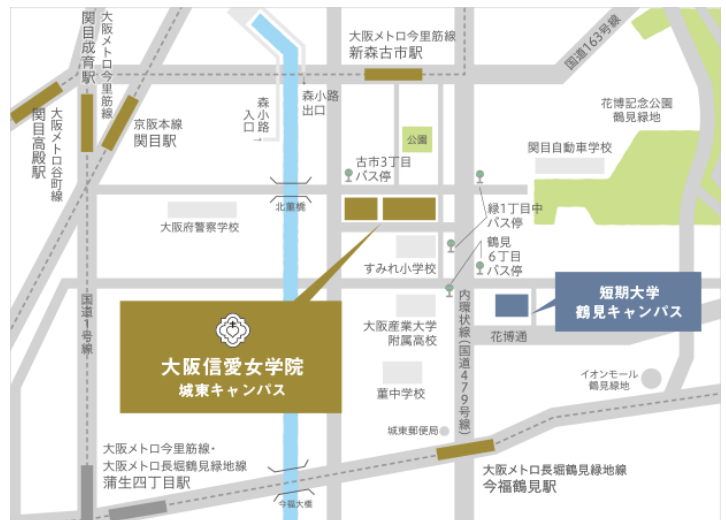 大阪メトロ今里筋線
関目成育駅
大阪メトロ谷町線
関目高殿駅
京阪本線
関目駅
森小路
入口
→
森小路
出口
大阪メトロ今里筋線
新森古市駅
国道163号線
花博記念公園
鶴見緑地
公園
関目自動車学校
古市3丁目
バス停
北菫橋
大阪府警察学校
緑1丁目中
バス停
鶴見
6丁目
バス停
すみれ小学校
国道1号線
大阪信愛女学院
城東キャンパス
大阪産業大学
附属高校
内環状線(国道479号線)
短期大学
鶴見キャンパス
花博通
菫中学校
イオンモール
鶴見緑地
城東郵便局
大阪メトロ今里筋線・
大阪メトロ長堀鶴見緑地線
蒲生四丁目駅
今福大橋
大阪メトロ長堀鶴見緑地線
今福鶴見駅